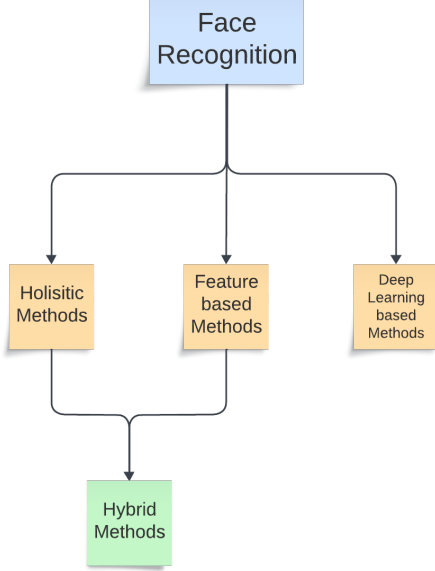 Face
Recognition
Holisitic
Methods
Feature
based
Methods
Deep
Learning
based
Methods
Hybrid
Methods